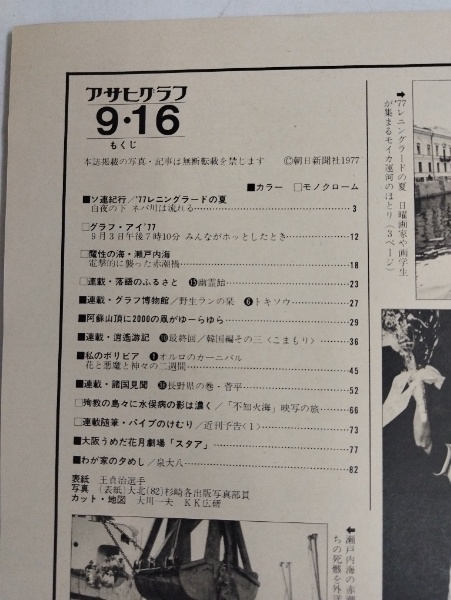 アサヒグラフ
9・16
もくじ
本誌掲載の写真・記事は無断転載を禁じます Ⓒ朝日新聞社1977
■カラー □モノクローム
■ソ連紀行/'77レニングラードの夏
白夜の下 ネバ川は流れる 3
□グラフ・アイ'77
9月3日午後7時10分 みんながホッとしたとき 12
□魔性の海・瀬戸内海
電撃的に襲った赤潮禍 18
□連載・落語のふるさと ⓯幽霊飴 23
■連載・グラフ博物館/野生ランの栞 ❻トキソウ 27
■阿蘇山頂に2000の凧がゆーらゆら 29
■連載・逍遙游記 ❿最終回/韓国編その三〈こまもり〉 36
■私のボリビア ❶オルロのカーニバル
花と悪魔と神々の二週間 45
■連載・諸国見聞 ㉛長野県の巻・菅平 52
□殉教の島々に水俣病の影は濃く/「不知火海」映写の旅 66
□連載随筆・パイプのけむり/近刊予告〈1〉 73
■大阪うめだ花月劇場「スタア」 77
■わが家の夕めし/泉大八 82
表紙 王貞治選手
写真 (表紙)大北(82)杉崎各出版写真部員
カット・地図 大川一夫 KK広研
➡'77レニングラードの夏 日曜画家や画学生
が集まるモイカ運河のほとり(3ページ)
⬅瀬戸内海の赤潮
ちの死骸を外洋